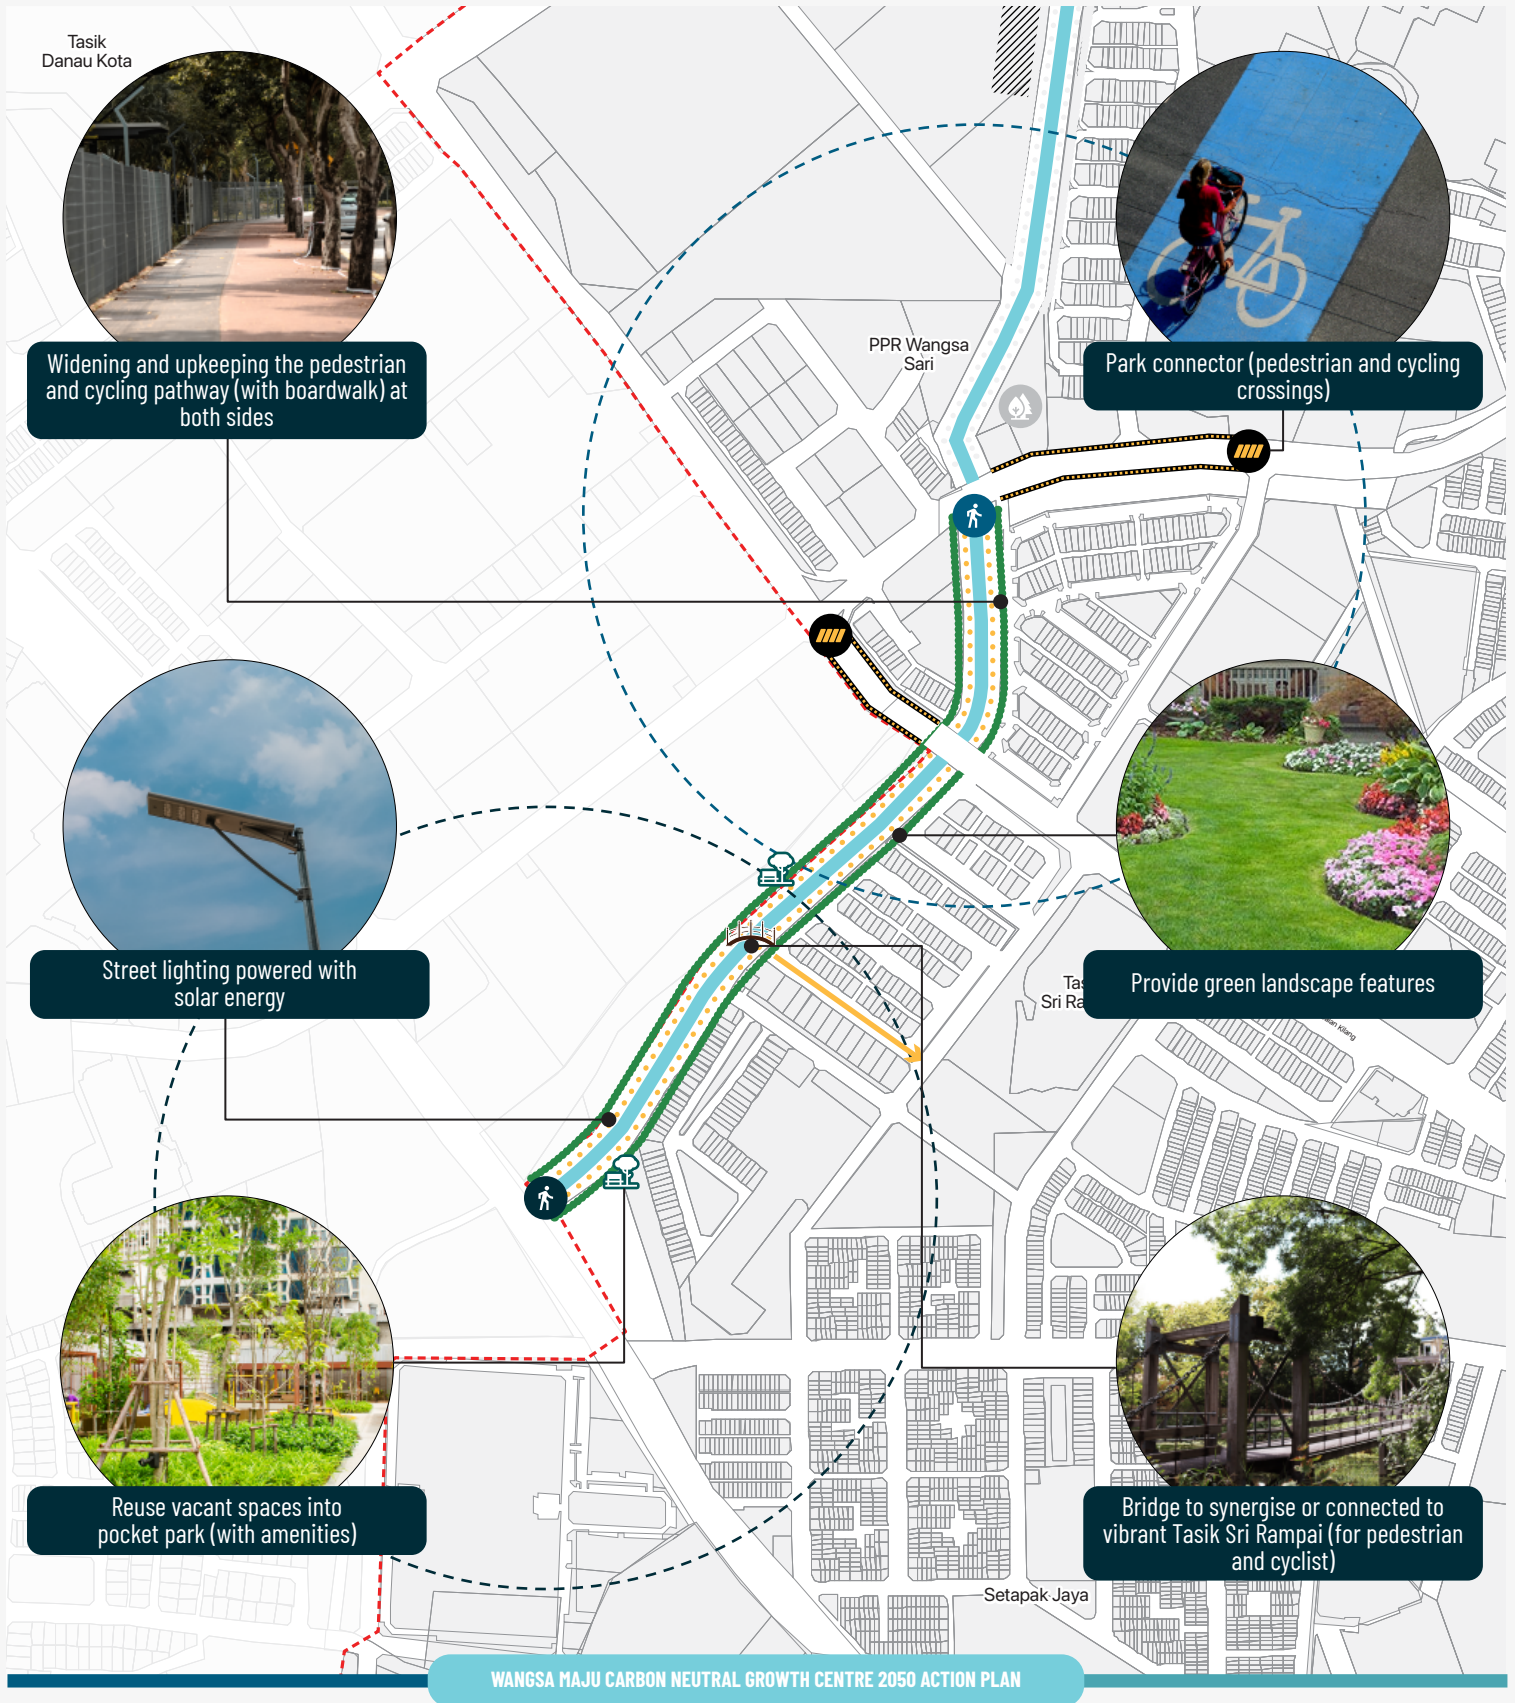 Tasik
Danau Kota
Widening and upkeeping the pedestrian
and cycling pathway (with boardwalk) at
both sides
PPR Wangsa
Sari
Park connector (pedestrian and cycling
crossings)
Street lighting powered with
solar energy
Tas
Sri Ra
Provide green landscape features
Kilang
Reuse vacant spaces into
pocket park (with amenities)
Bridge to synergise or connected to
vibrant Tasik Sri Rampai (for pedestrian
and cyclist)
Setapak Jaya
WANGSA MAJU CARBON NEUTRAL GROWTH CENTRE 2050 ACTION PLAN